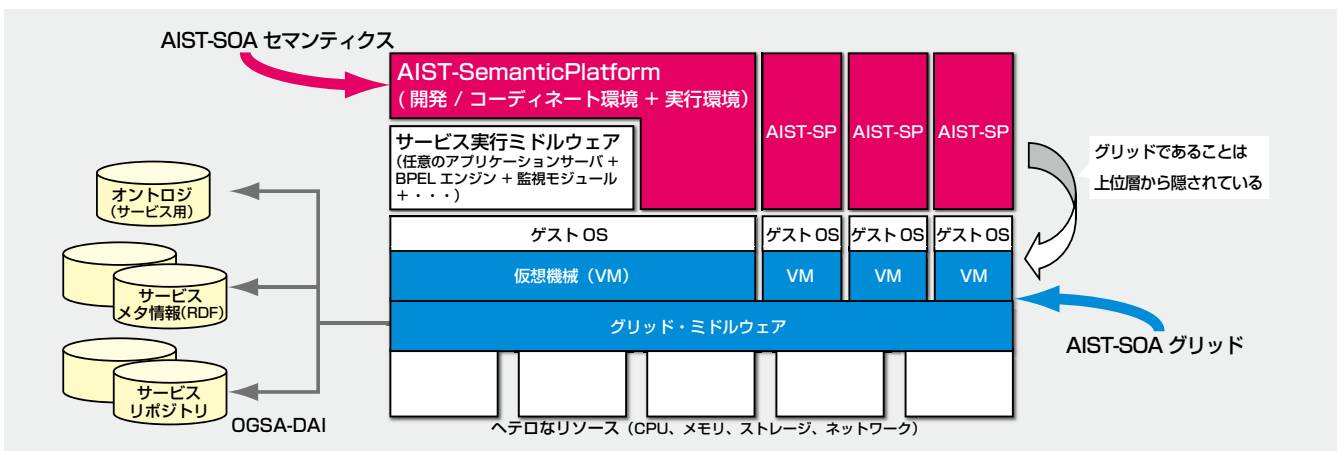 AIST-SOA セマンティクス
AIST-SemanticPlatform
( 開発 / コーディネート環境 + 実行環境)
AIST-SP
AIST-SP
AIST-SP
サービス実行ミドルウェア
(任意のアプリケーションサーバ +
BPEL エンジン + 監視モジュール
+・・・)
グリッドであることは
上位層から隠されている
オントロジ
(サービス用)
サービス
メタ情報(RDF)
サービス
リポジトリ
OGSA-DAI
ゲスト OS
ゲスト OS
ゲスト OS
ゲスト OS
仮想機械(VM)
VM
VM
VM
グリッド・ミドルウェア
AIST-SOA グリッド
ヘテロなリソース(CPU、メモリ、ストレージ、ネットワーク)